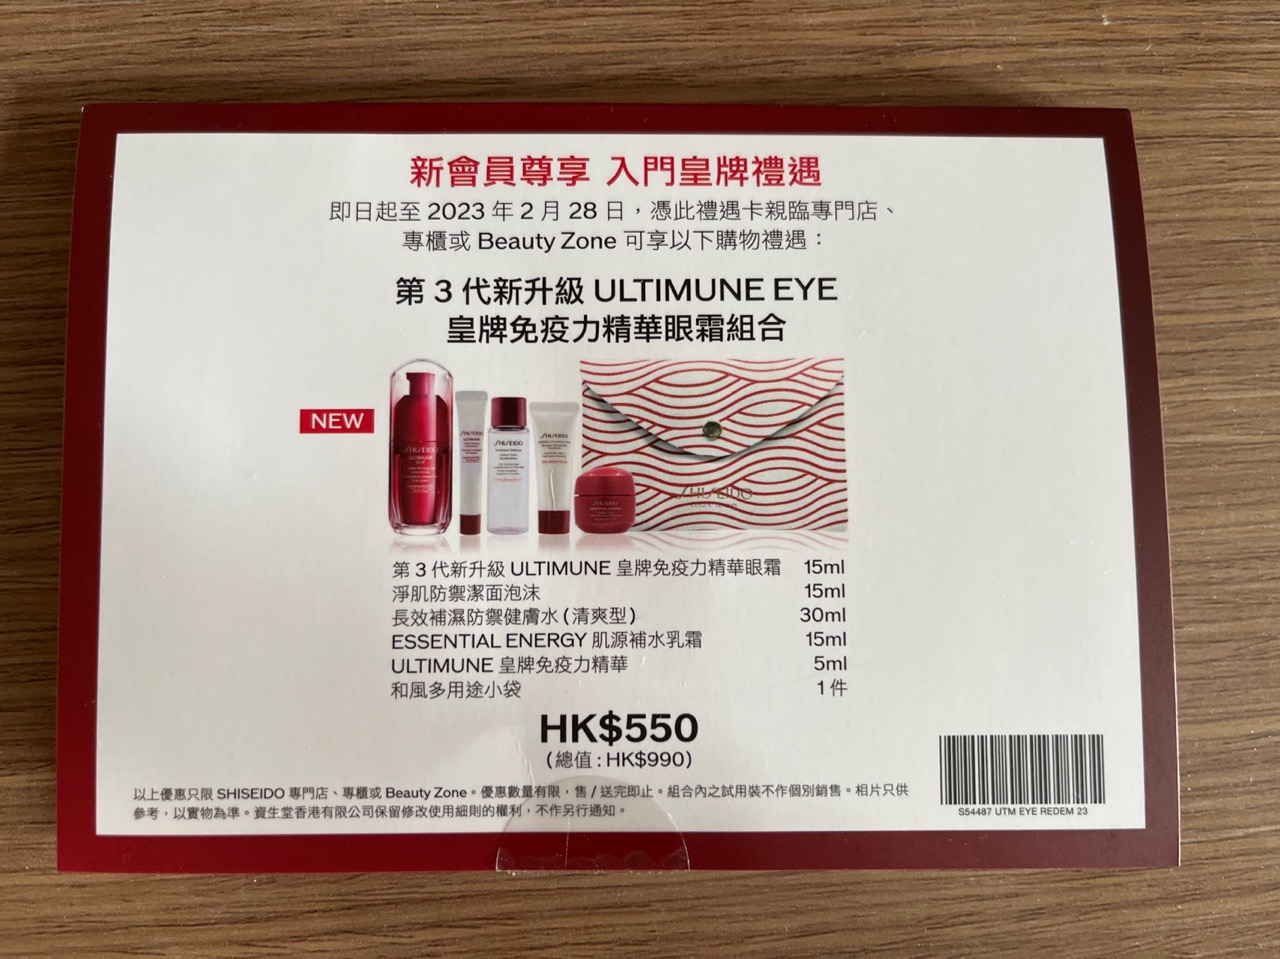 新會員尊享 入門皇牌禮遇
即日起至 2023 年 2 月 28 日，憑此禮遇卡親臨專門店、
專櫃或 Beauty Zone 可享以下購物禮遇：
第 3 代新升級 ULTIMUNE EYE
皇牌免疫力精華眼霜組合
NEW
SHISEIDO
ULTIMUNE
SHISEIDO
SHISEIDO
SHISEIDO
SHISEIDO
SHISEIDO
第 3 代新升級 ULTIMUNE 皇牌免疫力精華眼霜 15ml
淨肌防禦潔面泡沫 15ml
長效補濕防禦健膚水 (清爽型) 30ml
ESSENTIAL ENERGY 肌源補水乳霜 15ml
ULTIMUNE 皇牌免疫力精華 5ml
和風多用途小袋 1 件
HK$550
(總值 : HK$990)
以上優惠只限 SHISEIDO 專門店、專櫃或 Beauty Zone。優惠數量有限，售 / 送完即止。組合內之試用裝不作個別銷售。相片只供
參考，以實物為準。資生堂香港有限公司保留修改使用細則的權利，不作另行通知。
S54487 UTM EYE REDEM 23